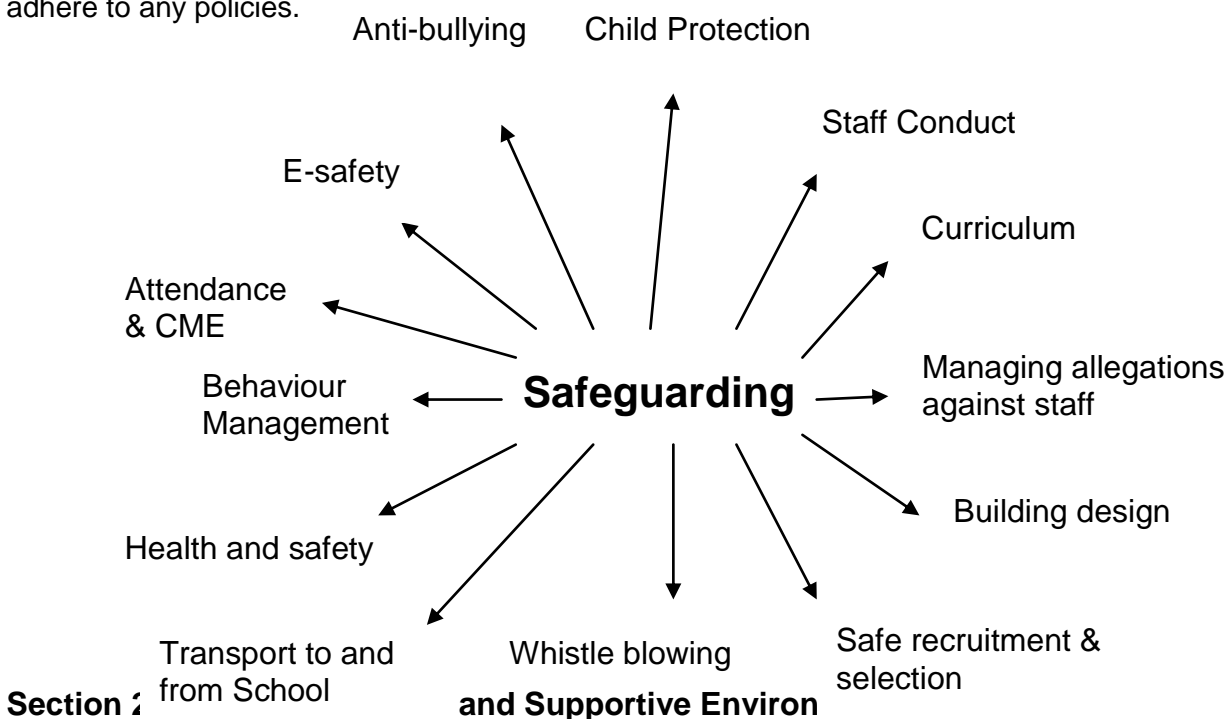 adhere to any policies.
Anti-bullying
Child Protection
Staff Conduct
E-safety
Curriculum
Attendance
& CME
Managing allegations
against staff
Behaviour
Management
Safeguarding
Building design
Health and safety
Safe recruitment &
selection
Transport to and
from School
Whistle blowing
Section
and Supportive